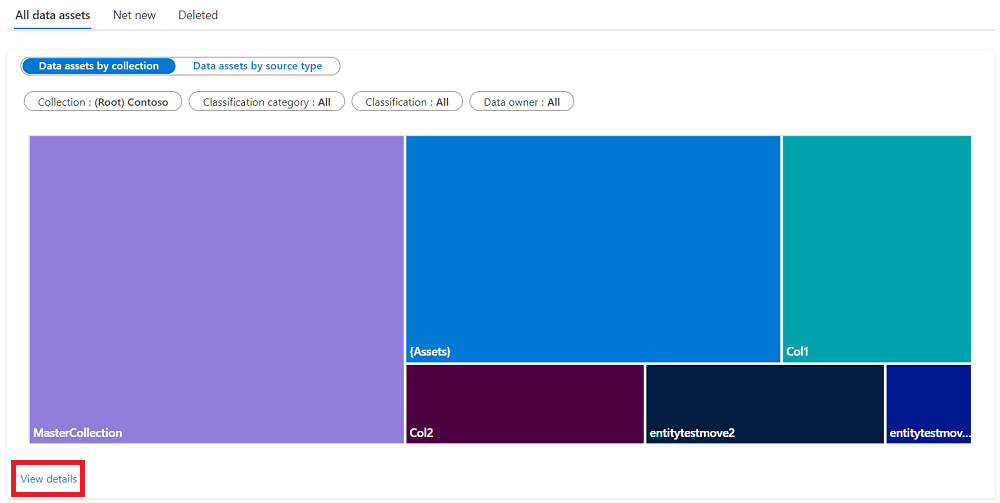 All data assets Net new Deleted
Data assets by collection Data assets by source type
Collection : (Root) Contoso Classification category : All Classification : All Data owner : All
{Assets} Col1
MasterCollection Col2 entitytestmove2 entitytestmov...
View details